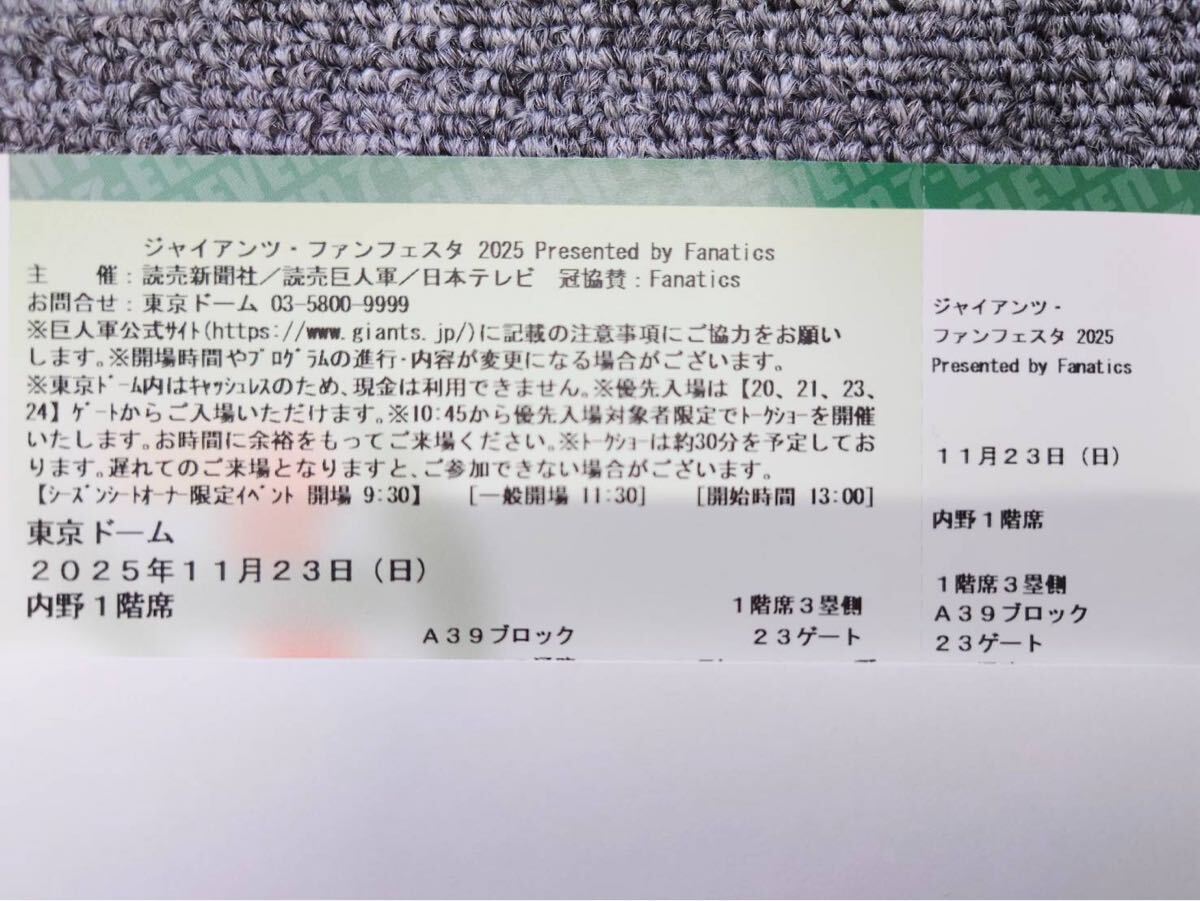 ジャイアンツ・ファンフェスタ 2025 Presented by Fanatics
主　　催：読売新聞社／読売巨人軍／日本テレビ　冠協賛：Fanatics
お問合せ：東京ドーム 03-5800-9999
※巨人軍公式ｻｲﾄ(https://www.giants.jp/)に記載の注意事項にご協力をお願い
します。※開場時間やﾌﾟﾛｸﾞﾗﾑの進行・内容が変更になる場合がございます。
※東京ﾄﾞｰﾑ内はｷｬｯｼｭﾚｽのため、現金は利用できません。※優先入場は【20、21、23、
24】ｹﾞｰﾄからご入場いただけます。※10:45から優先入場対象者限定でﾄｰｸｼｮｰを開催
いたします。お時間に余裕をもってご来場ください。※ﾄｰｸｼｮｰは約30分を予定してお
ります。遅れてのご来場となりますと、ご参加できない場合がございます。
【ｼｰｽﾞﾝｼｰﾄｵｰﾅｰ限定ｲﾍﾞﾝﾄ 開場 9:30】　[一般開場 11:30]　[開始時間 13:00]
東京ドーム
２０２５年１１月２３日（日）
内野１階席
１階席３塁側
Ａ３９ブロック　２３ゲート
ジャイアンツ・
ファンフェスタ 2025
Presented by Fanatics
１１月２３日（日）
内野１階席
１階席３塁側
Ａ３９ブロック
２３ゲート